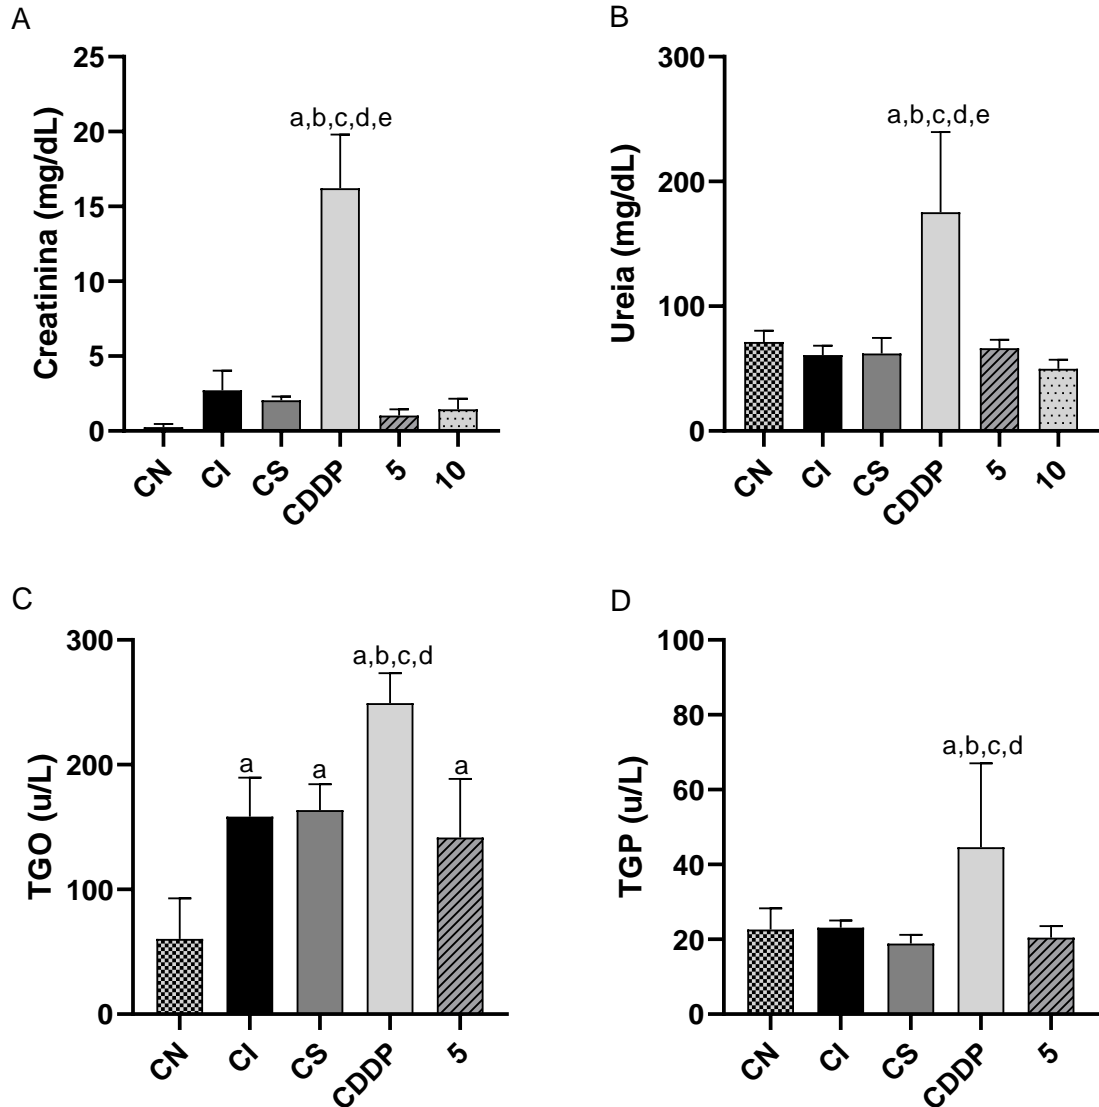 A
Creatinina (mg/dL)
25
20
15
10
5
0
a,b,c,d,e
CN
CI
CS
CDDP
5
10
B
Ureia (mg/dL)
300
200
100
0
a,b,c,d,e
CN
CI
CS
CDDP
5
10
C
TGO (u/L)
300
200
100
0
a
a
a,b,c,d
a
CN
CI
CS
CDDP
5
D
TGP (u/L)
100
80
60
40
20
0
a,b,c,d
CN
CI
CS
CDDP
5